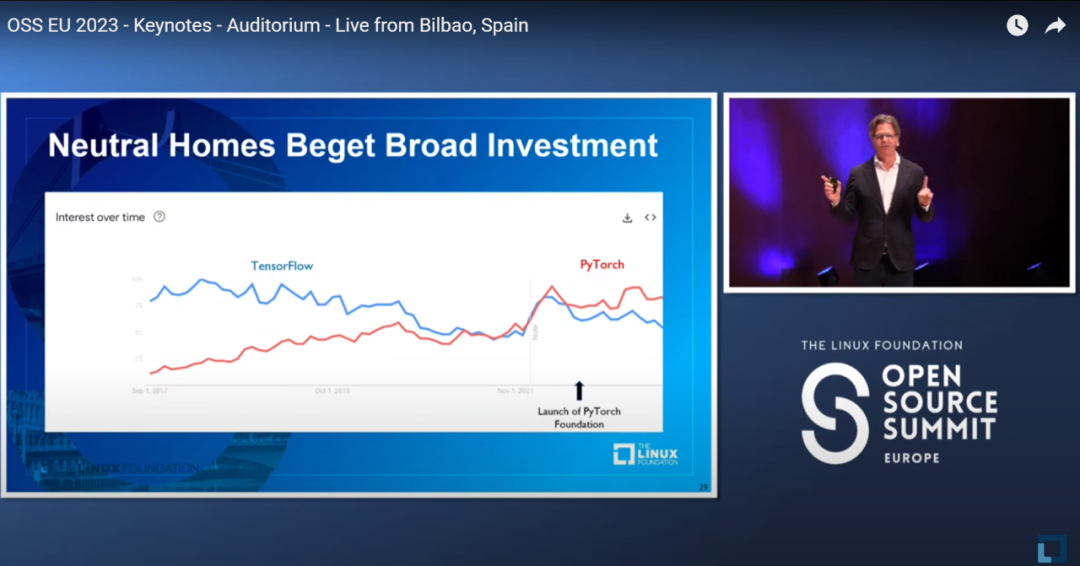 OSS EU 2023 - Keynotes - Auditorium - Live from Bilbao, Spain
Neutral Homes Beget Broad Investment
Interest over time
TensorFlow
PyTorch
100
75
50
25
Note
Sep 1, 2017
Oct 1, 2019
Nov 1, 2021
Launch of PyTorch
Foundation
THE
LINUX
FOUNDATION
LINUX FOUNDATION
29
THE LINUX FOUNDATION
OPEN
SOURCE
SUMMIT
EUROPE